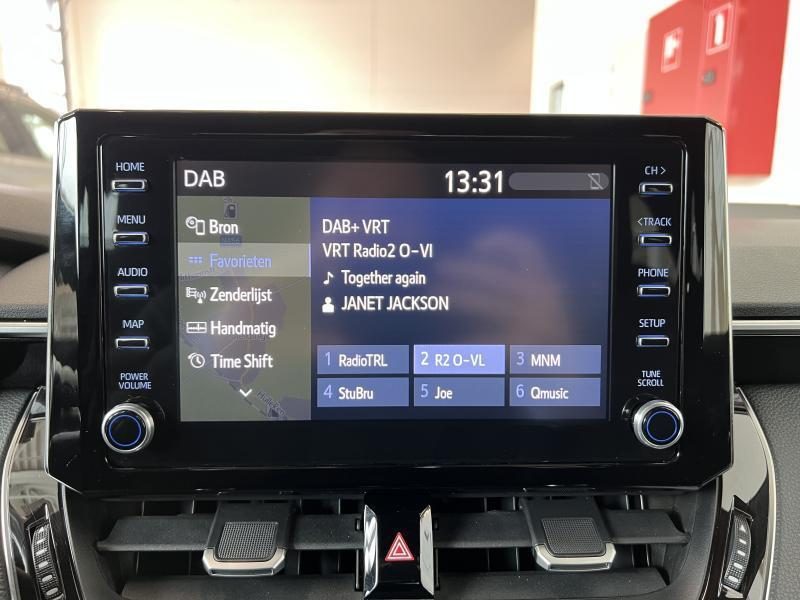 HOME
MENU
AUDIO
MAP
POWER
VOLUME
DAB
13:31
Bron
Favorieten
Zenderlijst
Handmatig
Time Shift
DAB+ VRT
VRT Radio2 O-Vl
Together again
JANET JACKSON
1 RadioTRL
2 R2 O-VL
3 MNM
4 StuBru
5 Joe
6 Qmusic
CH >
< TRACK
PHONE
SETUP
TUNE
SCROLL